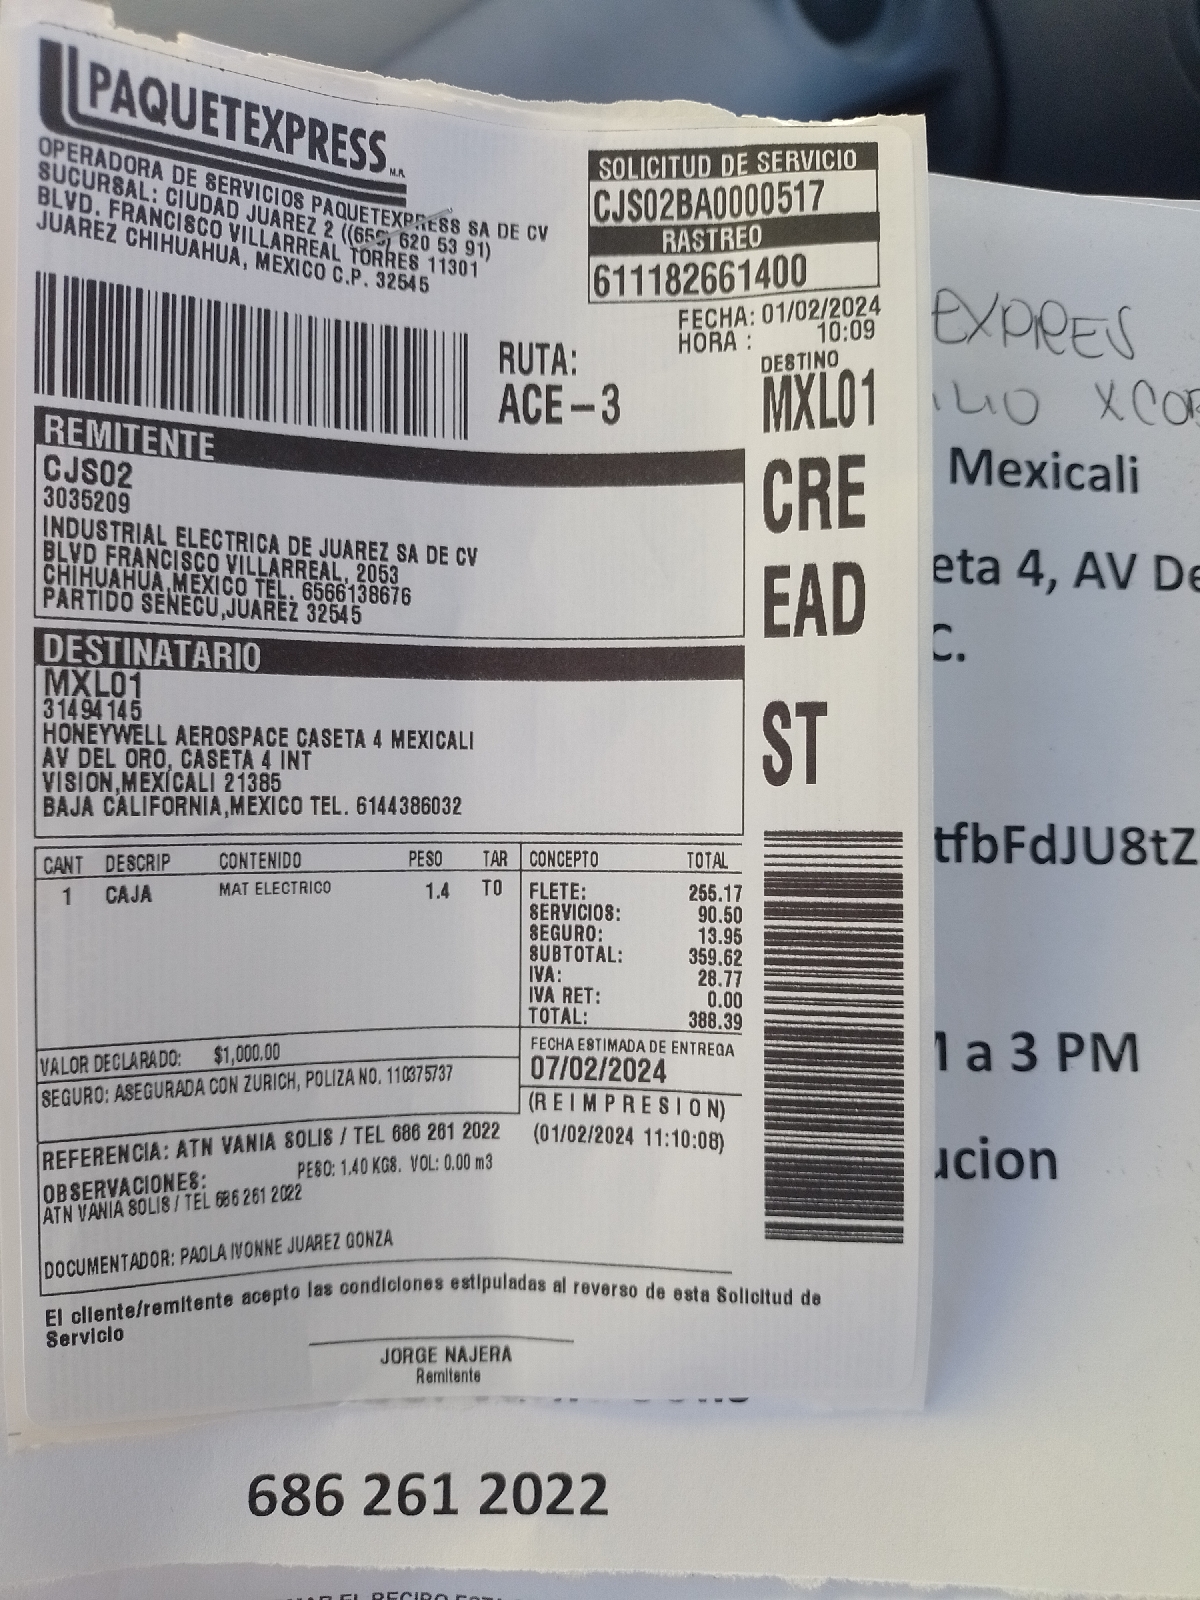 PAQUETEXPRESS M.R.
OPERADORA DE SERVICIOS PAQUETEXPRESS SA DE CV
SUCURSAL: CIUDAD JUAREZ 2 ((656) 620 53 91)
BLVD. FRANCISCO VILLARREAL TORRES 11301
JUAREZ CHIHUAHUA, MEXICO C.P. 32545
SOLICITUD DE SERVICIO
CJS02BA0000517
RASTREO
611182661400
FECHA: 01/02/2024
HORA : 10:09
RUTA:
ACE-3
DESTINO
MXL01
CRE
EAD
ST
REMITENTE
CJS02
3035209
INDUSTRIAL ELECTRICA DE JUAREZ SA DE CV
BLVD FRANCISCO VILLARREAL, 2053
CHIHUAHUA,MEXICO TEL. 6566138676
PARTIDO SENECU,JUAREZ 32545
DESTINATARIO
MXL01
31494145
HONEYWELL AEROSPACE CASETA 4 MEXICALI
AV DEL ORO, CASETA 4 INT
VISION,MEXICALI 21385
BAJA CALIFORNIA,MEXICO TEL. 6144386032
CANT DESCRIP CONTENIDO PESO TAR
1 CAJA MAT ELECTRICO 1.4 T0
CONCEPTO TOTAL
FLETE: 255.17
SERVICIOS: 90.50
SEGURO: 13.95
SUBTOTAL: 359.62
IVA: 28.77
IVA RET: 0.00
TOTAL: 388.39
VALOR DECLARADO: $1,000.00
SEGURO: ASEGURADA CON ZURICH, POLIZA NO. 110375737
FECHA ESTIMADA DE ENTREGA
07/02/2024
(REIMPRESION)
(01/02/2024 11:10:08)
REFERENCIA: ATN VANIA SOLIS / TEL 686 261 2022
PESO: 1.40 KGS. VOL: 0.00 m3
OBSERVACIONES:
ATN VANIA SOLIS / TEL 686 261 2022
DOCUMENTADOR: PAOLA IVONNE JUAREZ GONZA
El cliente/remitente acepto las condiciones estipuladas al reverso de esta Solicitud de
Servicio
JORGE NAJERA
Remitente
EXPRES
XCOB
Mexicali
eta 4, AV De
C.
tfbFdJU8tZ
a 3 PM
ucion
686 261 2022
EL RECIBO